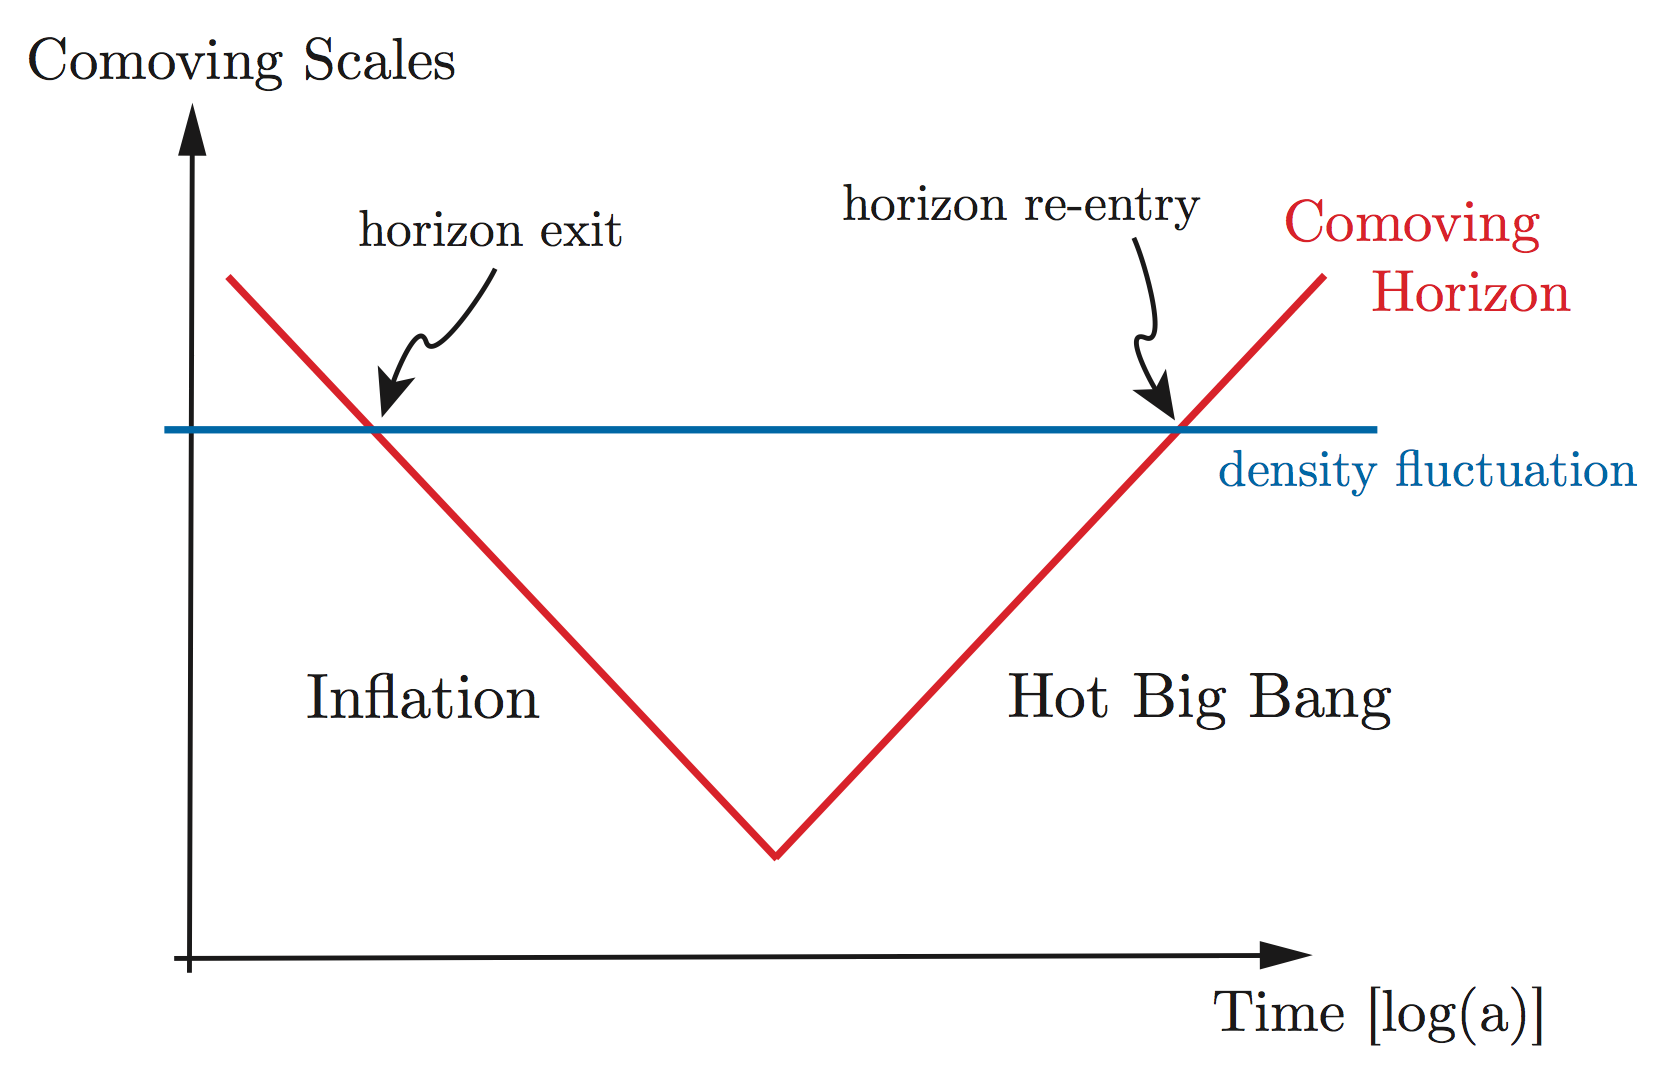 Comoving Scales
horizon exit
horizon re-entry
Comoving
Horizon
density fluctuation
Inflation
Hot Big Bang
Time [log(a)]